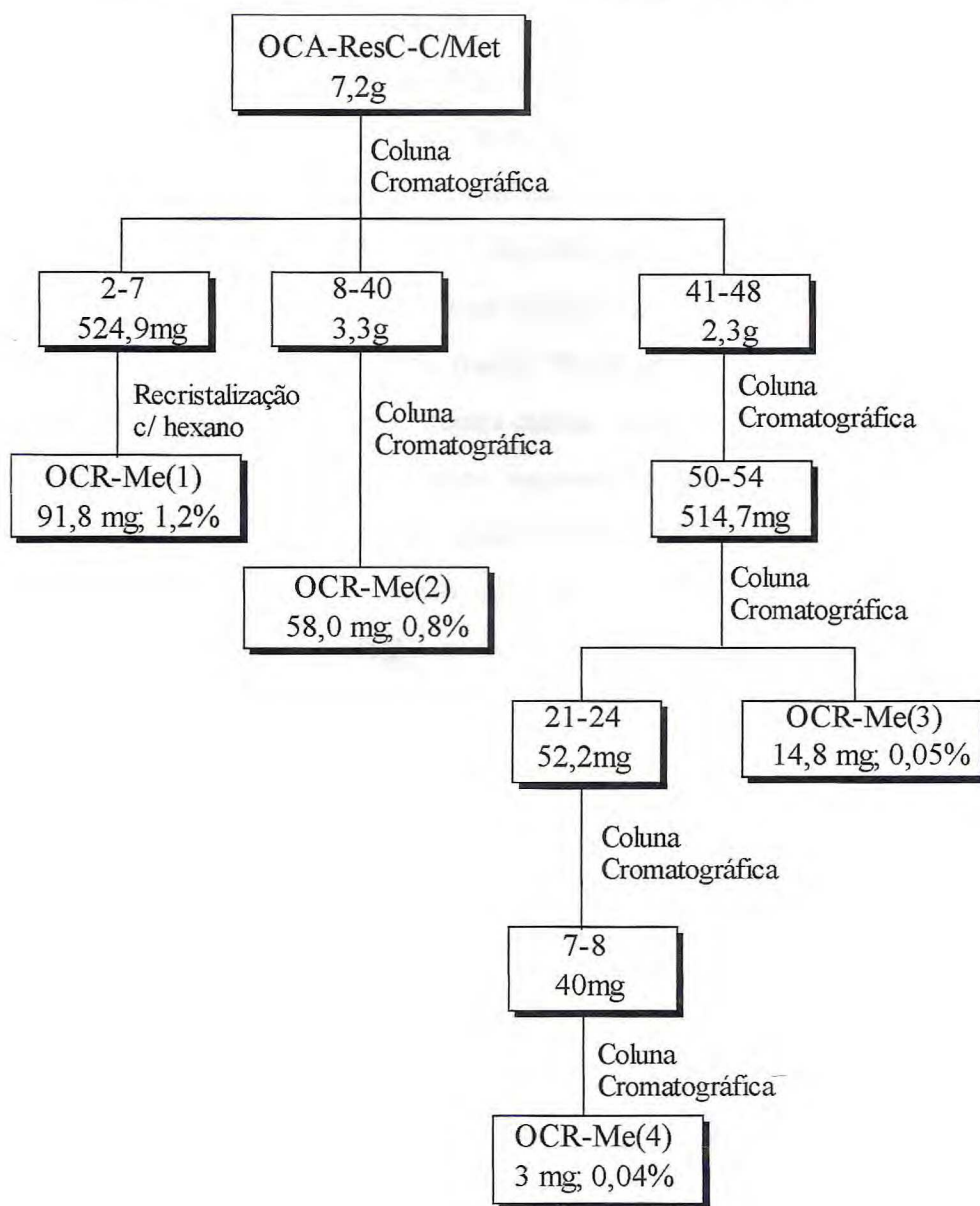 OCA-ResC-C/Met
7,2g
Coluna
Cromatográfica
2-7
524,9mg
8-40
3,3g
41-48
2,3g
Recristalização
c/ hexano
Coluna
Cromatográfica
Coluna
Cromatográfica
OCR-Me(1)
91,8 mg; 1,2%
50-54
514,7mg
OCR-Me(2)
58,0 mg; 0,8%
Coluna
Cromatográfica
21-24
52,2mg
OCR-Me(3)
14,8 mg; 0,05%
Coluna
Cromatográfica
7-8
40mg
Coluna
Cromatográfica
OCR-Me(4)
3 mg; 0,04%